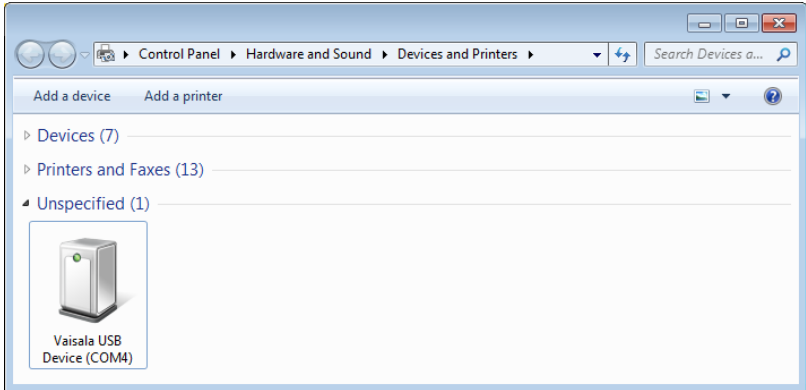 Control Panel Hardware and Sound Devices and Printers Search Devices a...
Add a device Add a printer
Devices (7)
Printers and Faxes (13)
Unspecified (1)
Vaisala USB
Device (COM4)